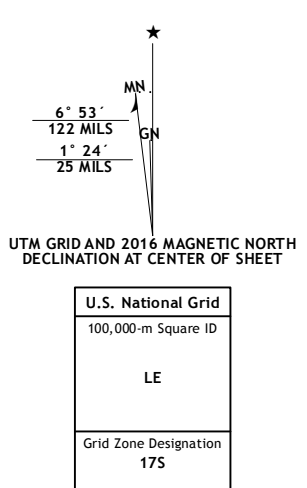 ★
MN
6° 53´
122 MILS
GN
1° 24´
25 MILS
UTM GRID AND 2016 MAGNETIC NORTH
DECLINATION AT CENTER OF SHEET
U.S. National Grid
100,000-m Square ID
LE
Grid Zone Designation
17S